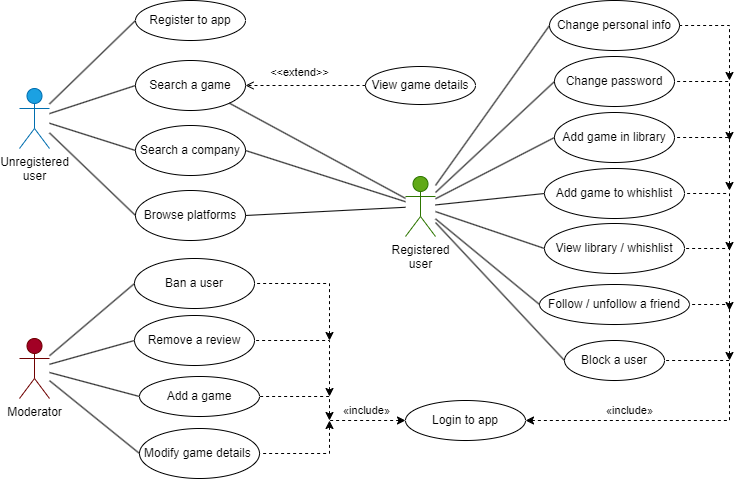 Register to app
Change personal info
<<extend>>
Search a game
View game details
Change password
Unregistered
user
Search a company
Add game in library
Browse platforms
Add game to whishlist
Registered
user
View library / whishlist
Ban a user
Follow / unfollow a friend
Remove a review
Block a user
Moderator
Add a game
«include»
Login to app
«include»
Modify game details